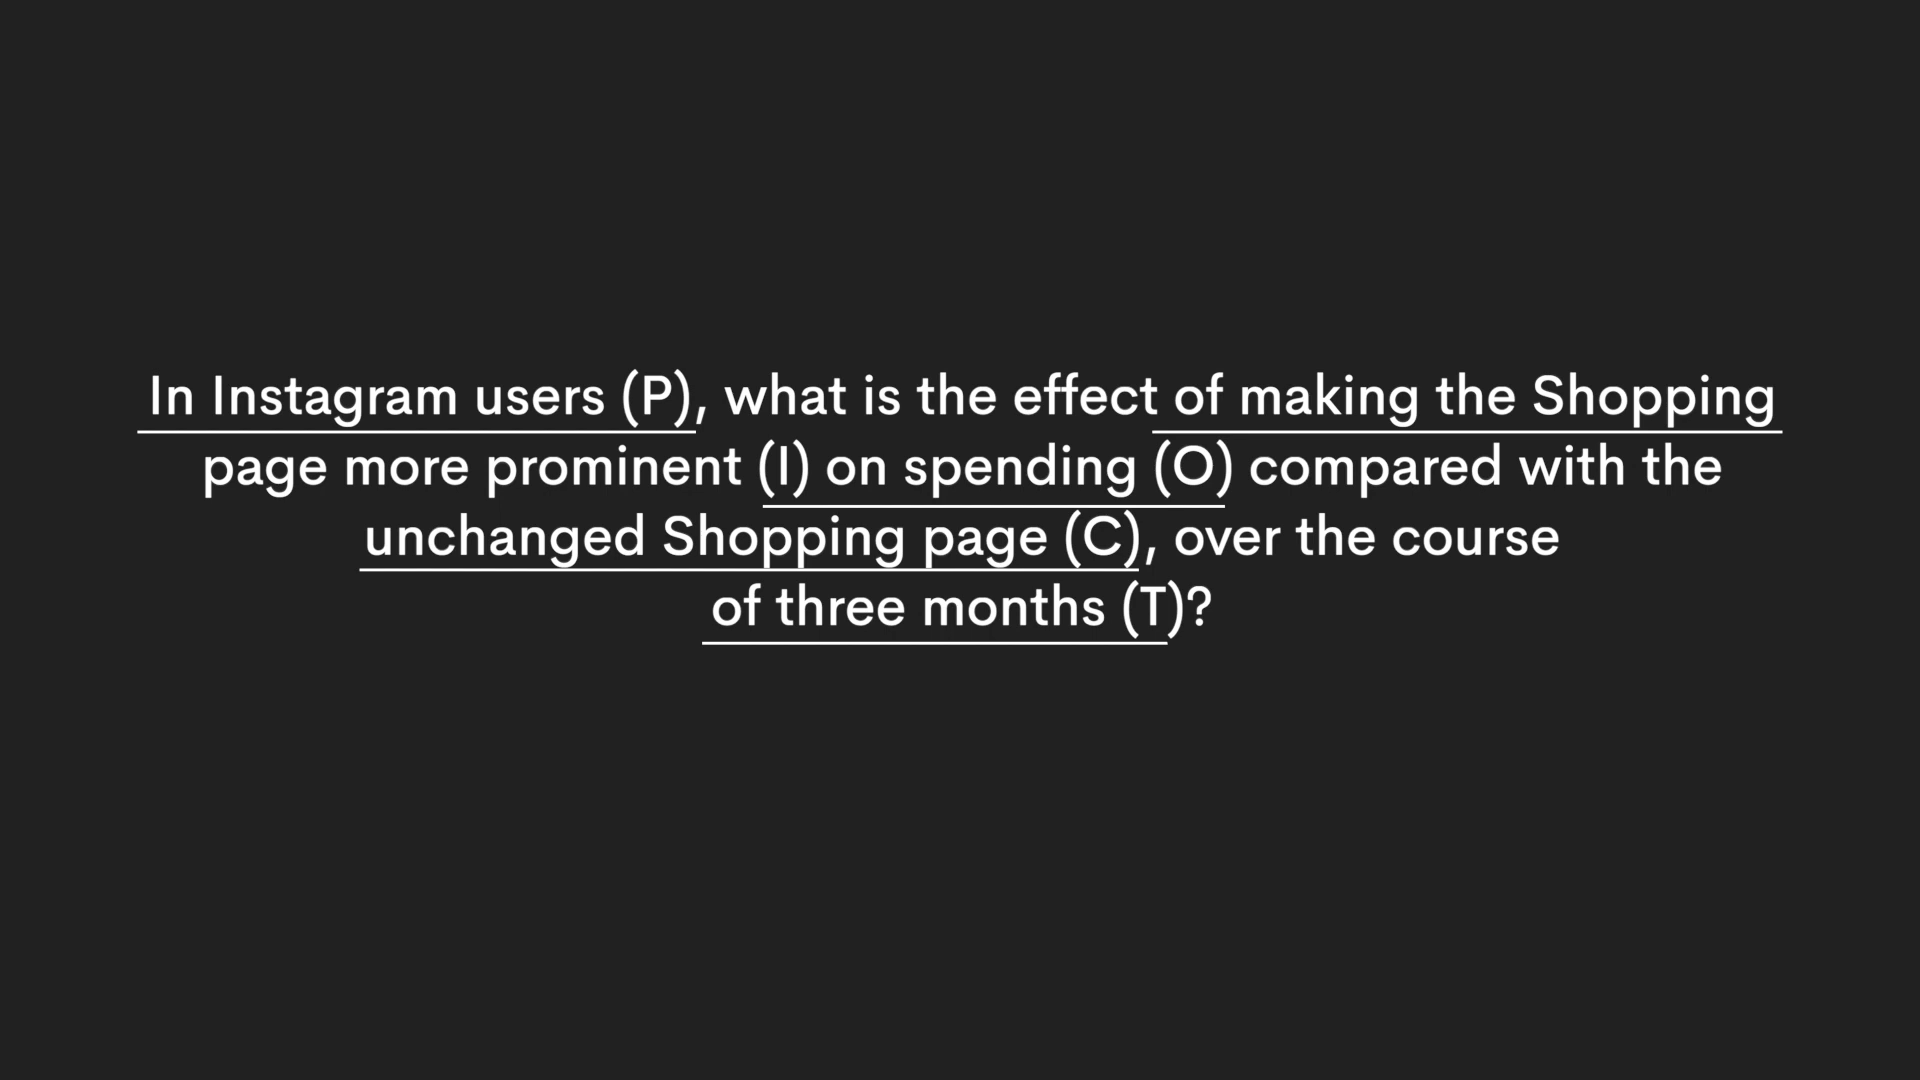 In Instagram users (P), what is the effect of making the Shopping
page more prominent (I) on spending (O) compared with the
unchanged Shopping page (C), over the course
of three months (T)?